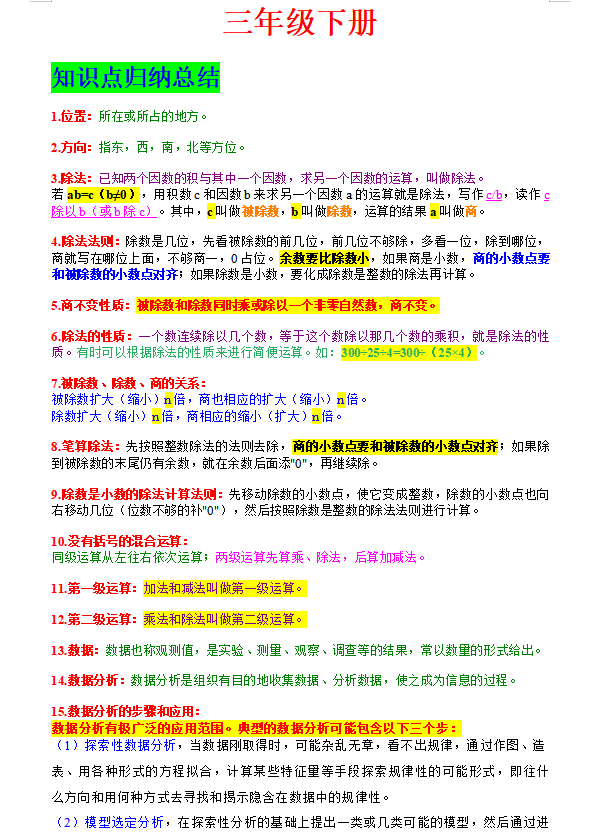 三年级下册
知识点归纳总结
1.位置：所在或所占的地方。
2.方向：指东，西，南，北等方位。
3.除法：已知两个因数的积与其中一个因数，求另一个因数的运算，叫做除法。
若 ab=c（b≠0），用积数 c 和因数 b 来求另一个因数 a 的运算就是除法，写作 c/b，读作 c
除以 b（或 b 除 c）。其中，c 叫做被除数，b 叫做除数，运算的结果 a 叫做商。
4.除法法则：除数是几位，先看被除数的前几位，前几位不够除，多看一位，除到哪位，
商就写在哪位上面，不够商一，0 占位。余数要比除数小，如果商是小数，商的小数点要
和被除数的小数点对齐；如果除数是小数，要化成除数是整数的除法再计算。
5.商不变性质：被除数和除数同时乘或除以一个非零自然数，商不变。
6.除法的性质：一个数连续除以几个数，等于这个数除以那几个数的乘积，就是除法的性
质。有时可以根据除法的性质来进行简便运算。如：300÷25÷4=300÷（25×4）。
7.被除数、除数、商的关系：
被除数扩大（缩小）n 倍，商也相应的扩大（缩小）n 倍。
除数扩大（缩小）n 倍，商相应的缩小（扩大）n 倍。
8.笔算除法：先按照整数除法的法则去除，商的小数点要和被除数的小数点对齐；如果除
到被除数的末尾仍有余数，就在余数后面添"0"，再继续除。
9.除数是小数的除法计算法则：先移动除数的小数点，使它变成整数，除数的小数点也向
右移动几位（位数不够的补"0"），然后按照除数是整数的除法法则进行计算。
10.没有括号的混合运算：
同级运算从左往右依次运算；两级运算先算乘、除法，后算加减法。
11.第一级运算：加法和减法叫做第一级运算。
12.第二级运算：乘法和除法叫做第二级运算。
13.数据：数据也称观测值，是实验、测量、观察、调查等的结果，常以数量的形式给出。
14.数据分析：数据分析是组织有目的地收集数据、分析数据，使之成为信息的过程。
15.数据分析的步骤和应用：
数据分析有极广泛的应用范围。典型的数据分析可能包含以下三个步：
（1）探索性数据分析，当数据刚取得时，可能杂乱无章，看不出规律，通过作图、造
表、用各种形式的方程拟合，计算某些特征量等手段探索规律性的可能形式，即往什
么方向和用何种方式去寻找和揭示隐含在数据中的规律性。
（2）模型选定分析，在探索性分析的基础上提出一类或几类可能的模型，然后通过进